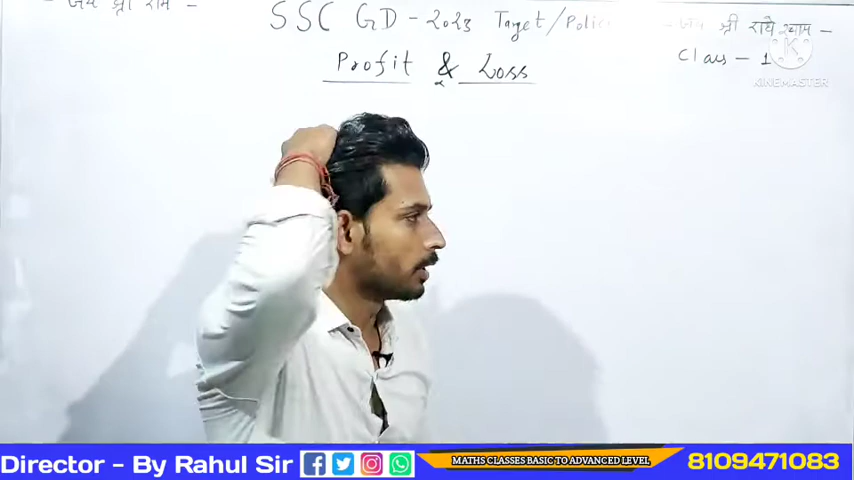 - जय श्री राम -
SSC GD - 2023 Target/Police
- जय श्री राधे श्याम -
Profit & Loss
Class - 1
KINEMASTER
Director - By Rahul Sir
MATHS CLASSES BASIC TO ADVANCED LEVEL
8109471083